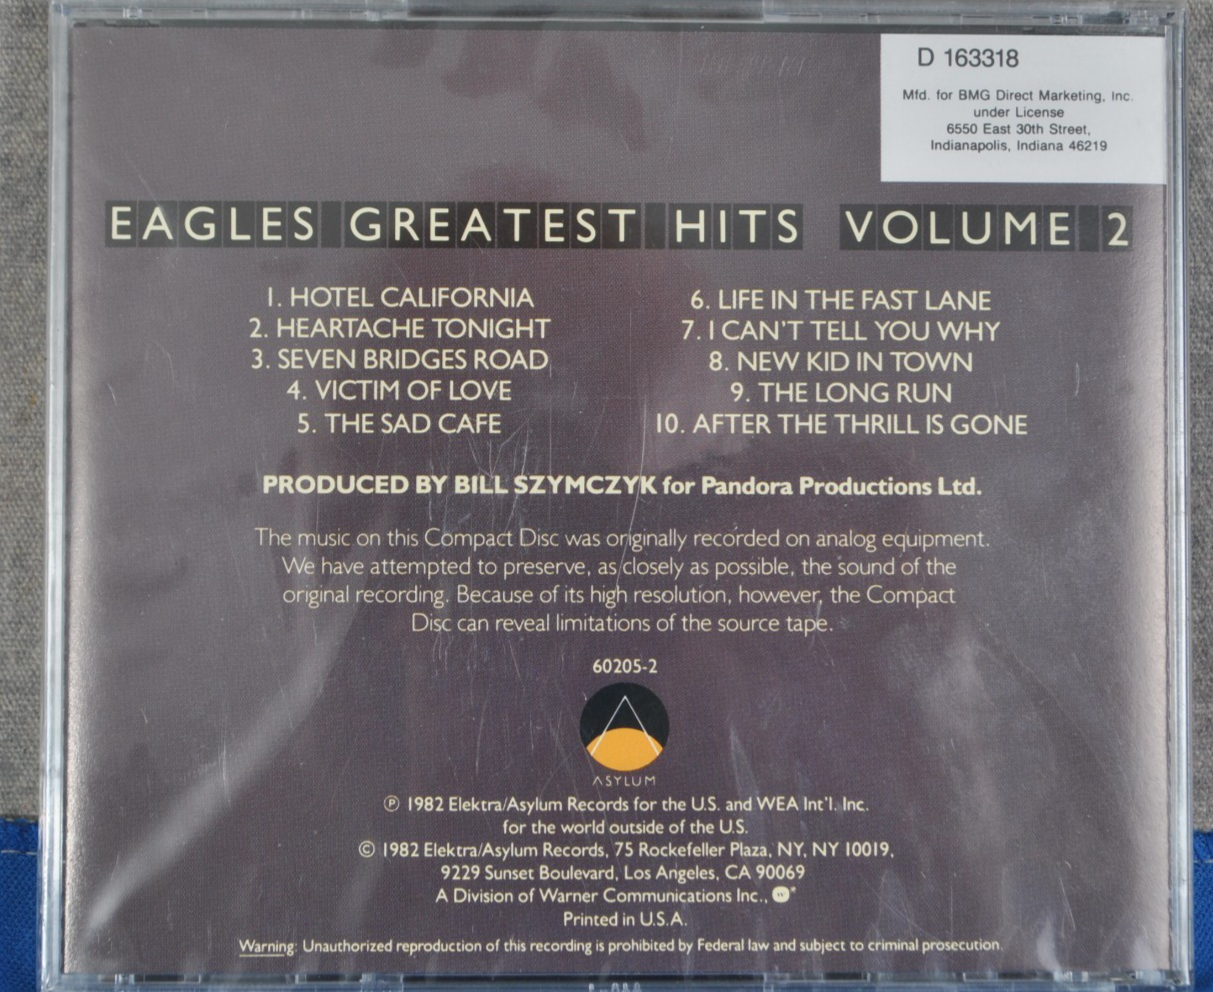 D 163318
Mfd. for BMG Direct Marketing, Inc.
under License
6550 East 30th Street,
Indianapolis, Indiana 46219
EAGLES GREATEST HITS VOLUME 2
1. HOTEL CALIFORNIA
2. HEARTACHE TONIGHT
3. SEVEN BRIDGES ROAD
4. VICTIM OF LOVE
5. THE SAD CAFE
6. LIFE IN THE FAST LANE
7. I CAN'T TELL YOU WHY
8. NEW KID IN TOWN
9. THE LONG RUN
10. AFTER THE THRILL IS GONE
PRODUCED BY BILL SZYMCZYK for Pandora Productions Ltd.
The music on this Compact Disc was originally recorded on analog equipment.
We have attempted to preserve, as closely as possible, the sound of the
original recording. Because of its high resolution, however, the Compact
Disc can reveal limitations of the source tape.
60205-2
ASYLUM
℗ 1982 Elektra/Asylum Records for the U.S. and WEA Int'l. Inc.
for the world outside of the U.S.
© 1982 Elektra/Asylum Records, 75 Rockefeller Plaza, NY, NY 10019,
9229 Sunset Boulevard, Los Angeles, CA 90069
A Division of Warner Communications Inc.,
Printed in U.S.A.
Warning: Unauthorized reproduction of this recording is prohibited by Federal law and subject to criminal prosecution.